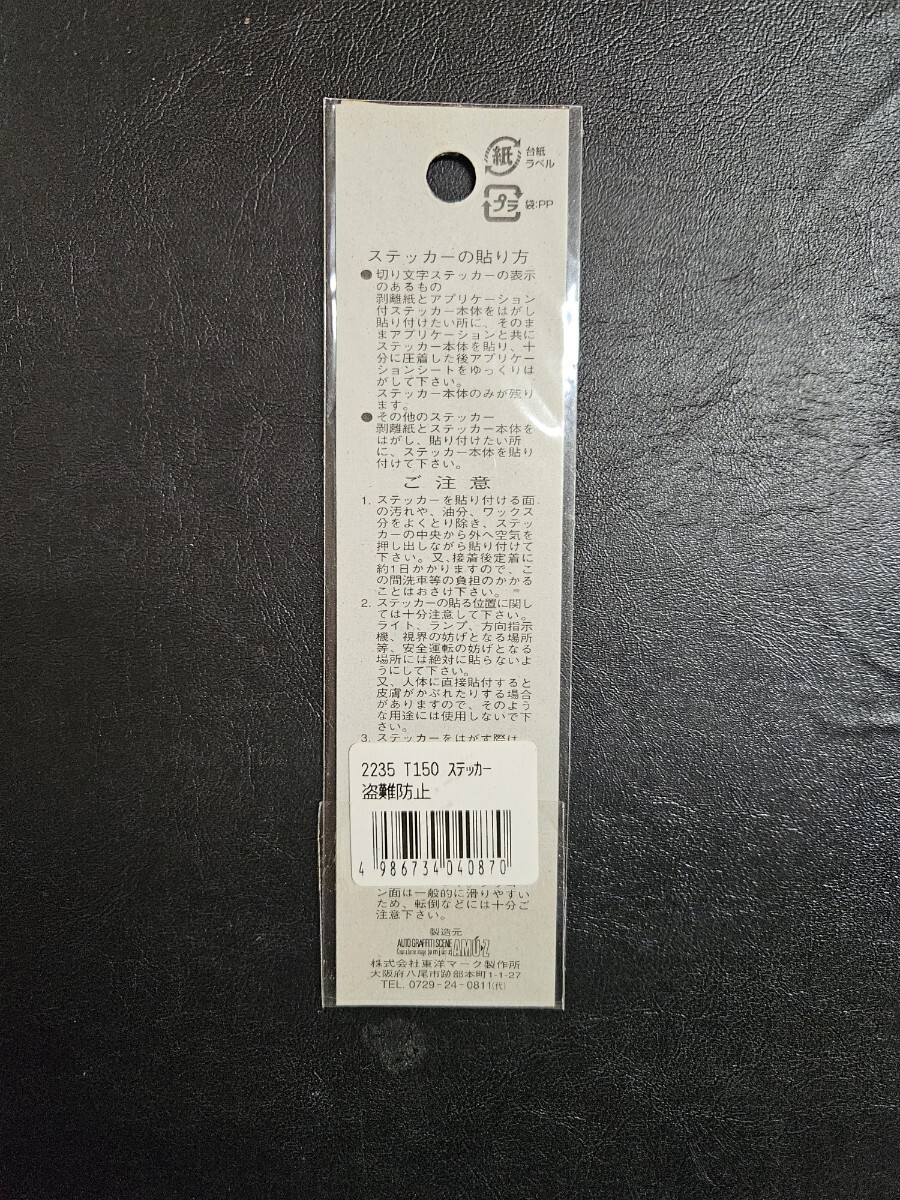 紙
台紙
ラベル
プラ
袋:PP
ステッカーの貼り方
●切り文字ステッカーの表示
のあるもの
剥離紙とアプリケーション
付ステッカー本体をはがし
貼り付けたい所に、そのま
まアプリケーションと共に
ステッカー本体を貼り、十
分に圧着した後アプリケー
ションシートをゆっくりは
がして下さい。
ステッカー本体のみが残り
ます。
●その他のステッカー
剥離紙とステッカー本体を
はがし、貼り付けたい所
に、ステッカー本体を貼り
付けて下さい。
ご注意
1. ステッカーを貼り付ける面
の汚れや、油分、ワックス
分をよくとり除き、ステッ
カーの中央から外へ空気を
押し出しながら貼り付けて
下さい。又、接着後定着に
約1日かかりますので、こ
の間洗車等の負担のかかる
ことはおさけ下さい。
2. ステッカーの貼る位置に関し
ては十分注意して下さい。
ライト、ランプ、方向指示
機、視界の妨げとなる場所
等、安全運転の妨げとなる
場所には絶対に貼らないよ
うにして下さい。
又、人体に直接貼付すると
皮膚がかぶれたりする場合
がありますので、そのよう
な用途には使用しないで下
さい。
3. ステッカーをはがす際は
2235 T150 ステッカー
盗難防止
4 986734 040870
ン面は一般的に滑りやすい
ため、転倒などには十分ご
注意下さい。
製造元
AUTO GRAFFITI SCENE AMU・Z
株式会社東洋マーク製作所
大阪府八尾市跡部本町1-1-27
TEL. 0729-24-0811(代)